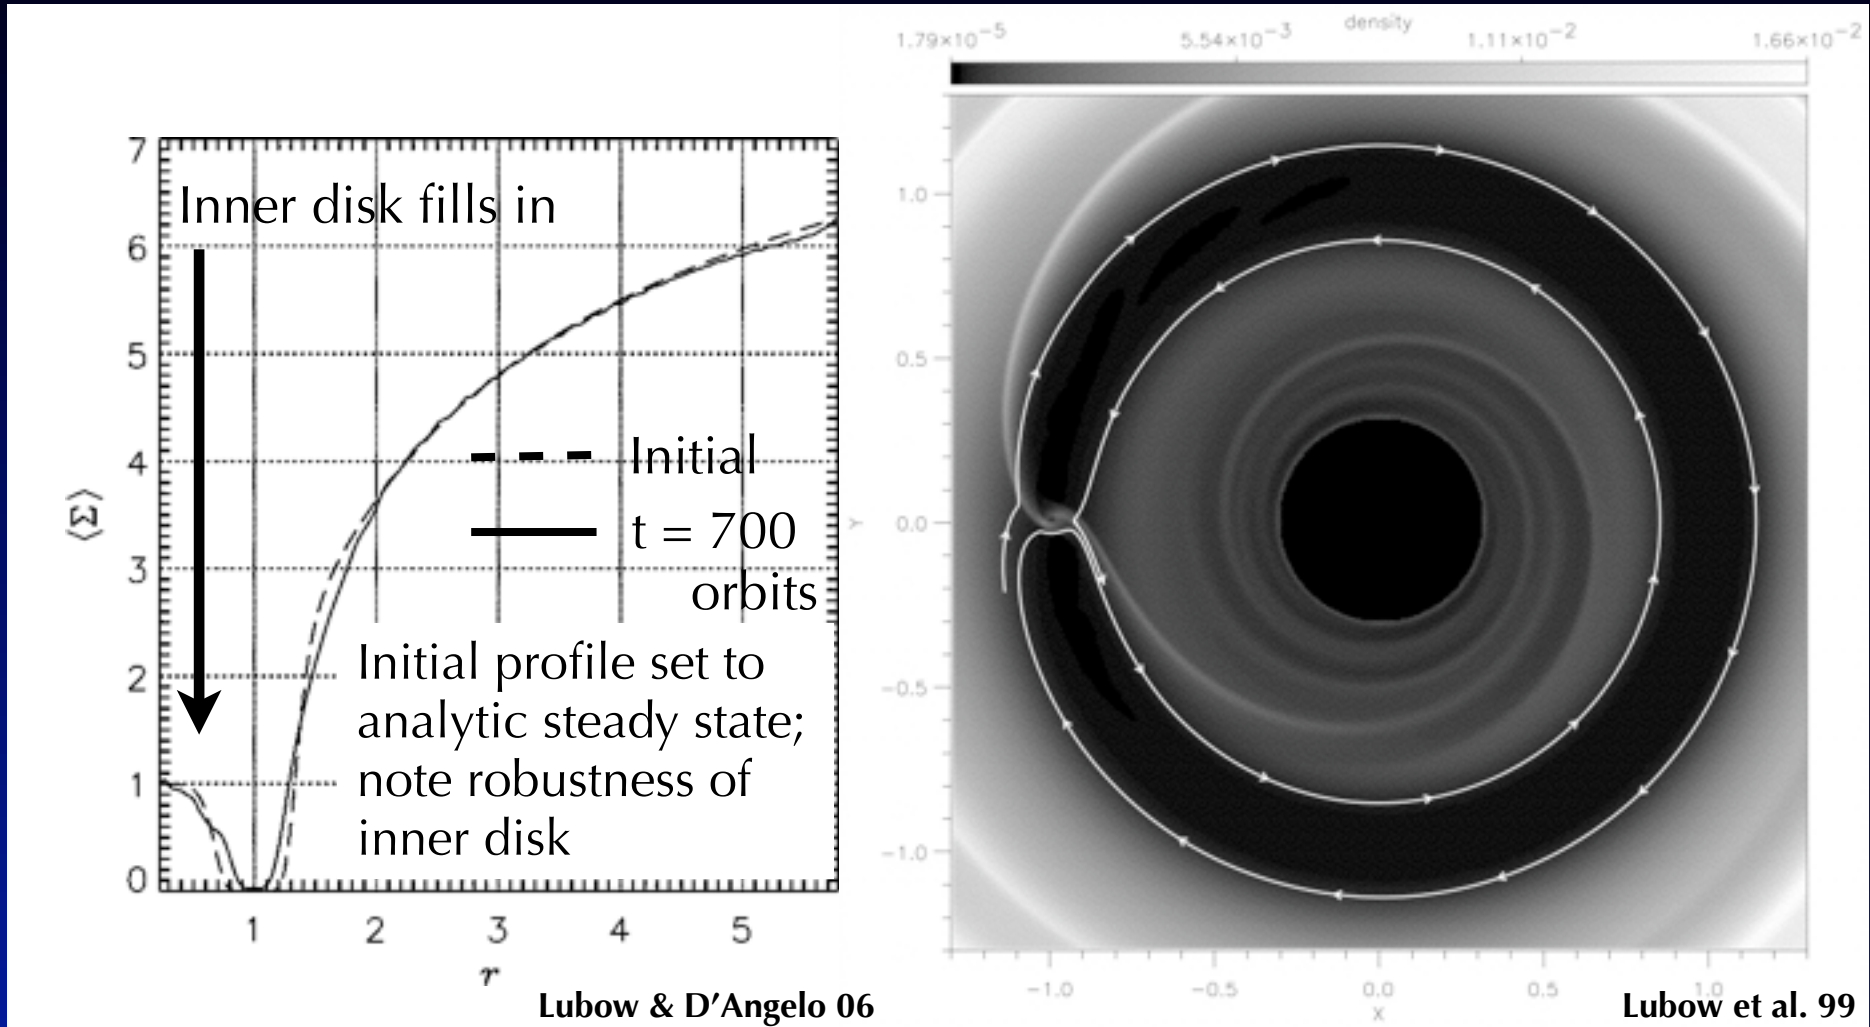 7
6
5
4
3
2
1
0
⟨Σ⟩
1 2 3 4 5
r
Inner disk fills in
Initial
t = 700
orbits
Initial profile set to
analytic steady state;
note robustness of
inner disk
Lubow & D’Angelo 06
density
1.79×10⁻⁵ 5.54×10⁻³ 1.11×10⁻² 1.66×10⁻²
1.0
0.5
0.0
−0.5
−1.0
Y
−1.0 −0.5 0.0 0.5 1.0
X
Lubow et al. 99